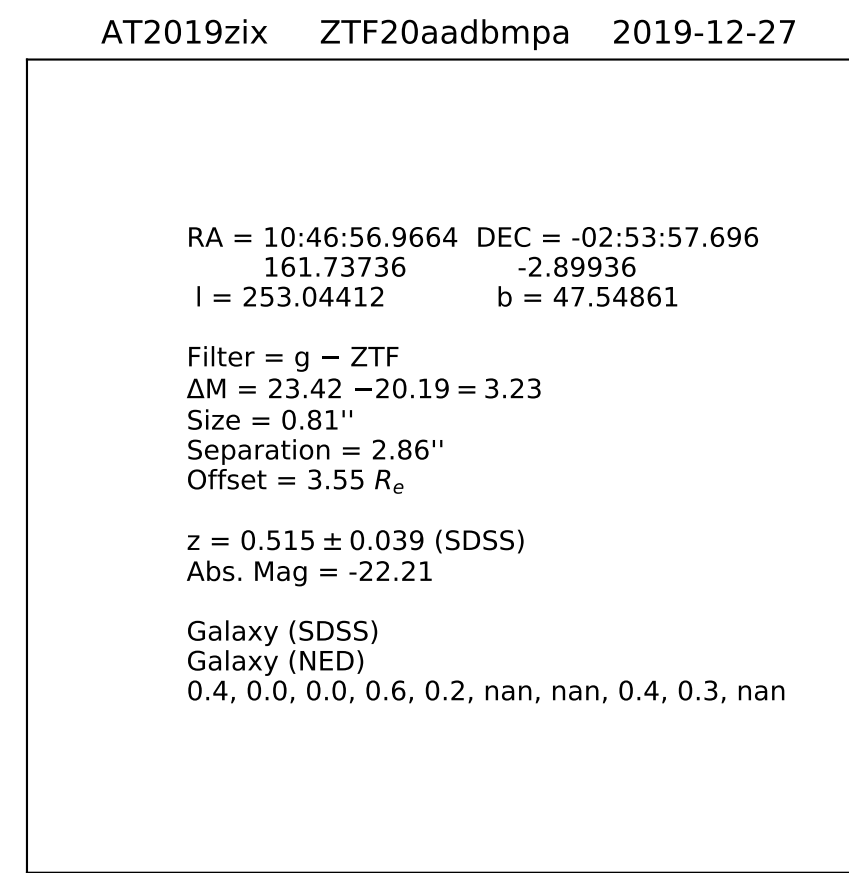 AT2019zix ZTF20aadbmpa 2019-12-27
RA = 10:46:56.9664 DEC = -02:53:57.696
161.73736 -2.89936
l = 253.04412 b = 47.54861
Filter = g − ZTF
ΔM = 23.42 −20.19 = 3.23
Size = 0.81''
Separation = 2.86''
Offset = 3.55 Re
z = 0.515 ± 0.039 (SDSS)
Abs. Mag = -22.21
Galaxy (SDSS)
Galaxy (NED)
0.4, 0.0, 0.0, 0.6, 0.2, nan, nan, 0.4, 0.3, nan